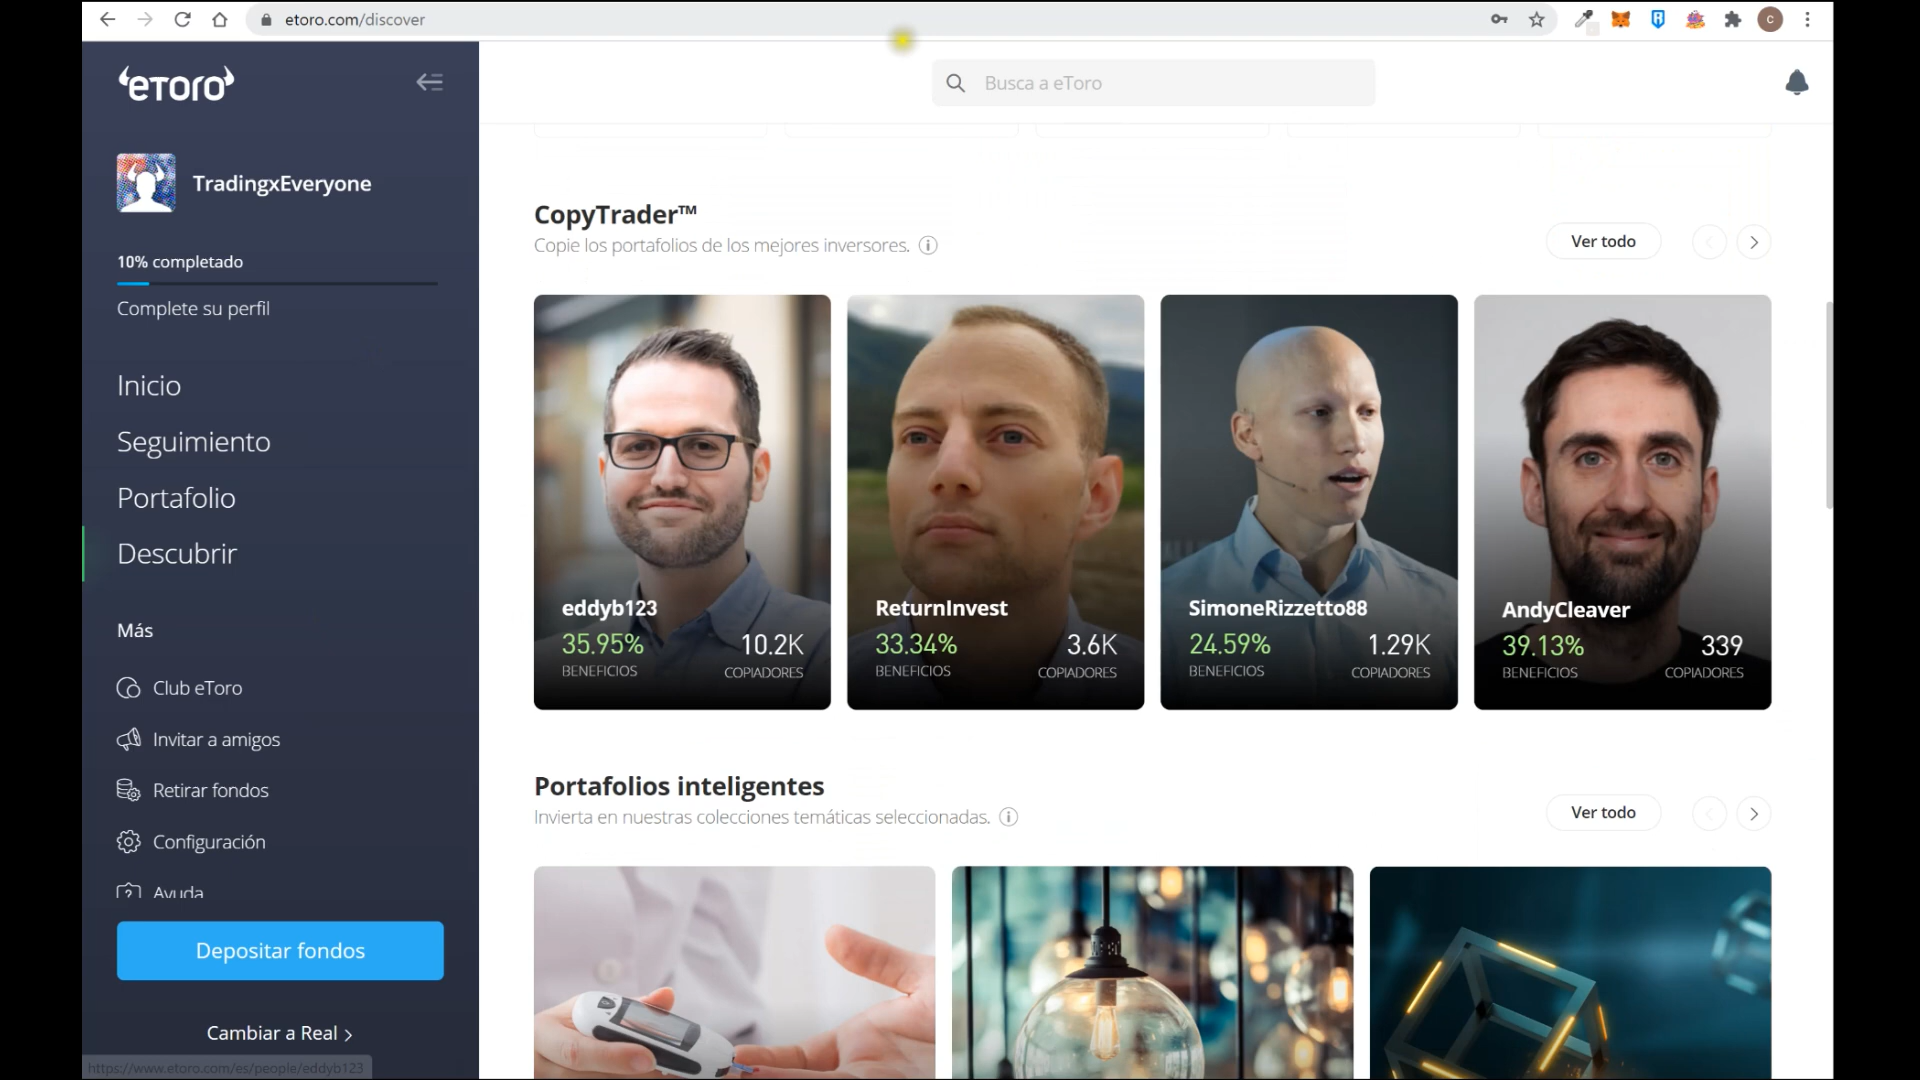 etoro.com/discover
C
eToro
Busca a eToro
TradingxEveryone
10% completado
Complete su perfil
Inicio
Seguimiento
Portafolio
Descubrir
Más
Club eToro
Invitar a amigos
Retirar fondos
Configuración
Ayuda
Depositar fondos
Cambiar a Real >
https://www.etoro.com/es/people/eddyb123
CopyTrader™
Copie los portafolios de los mejores inversores.
Ver todo
eddyb123
35.95% 10.2K
BENEFICIOS COPIADORES
ReturnInvest
33.34% 3.6K
BENEFICIOS COPIADORES
SimoneRizzetto88
24.59% 1.29K
BENEFICIOS COPIADORES
AndyCleaver
39.13% 339
BENEFICIOS COPIADORES
Portafolios inteligentes
Invierta en nuestras colecciones temáticas seleccionadas.
Ver todo